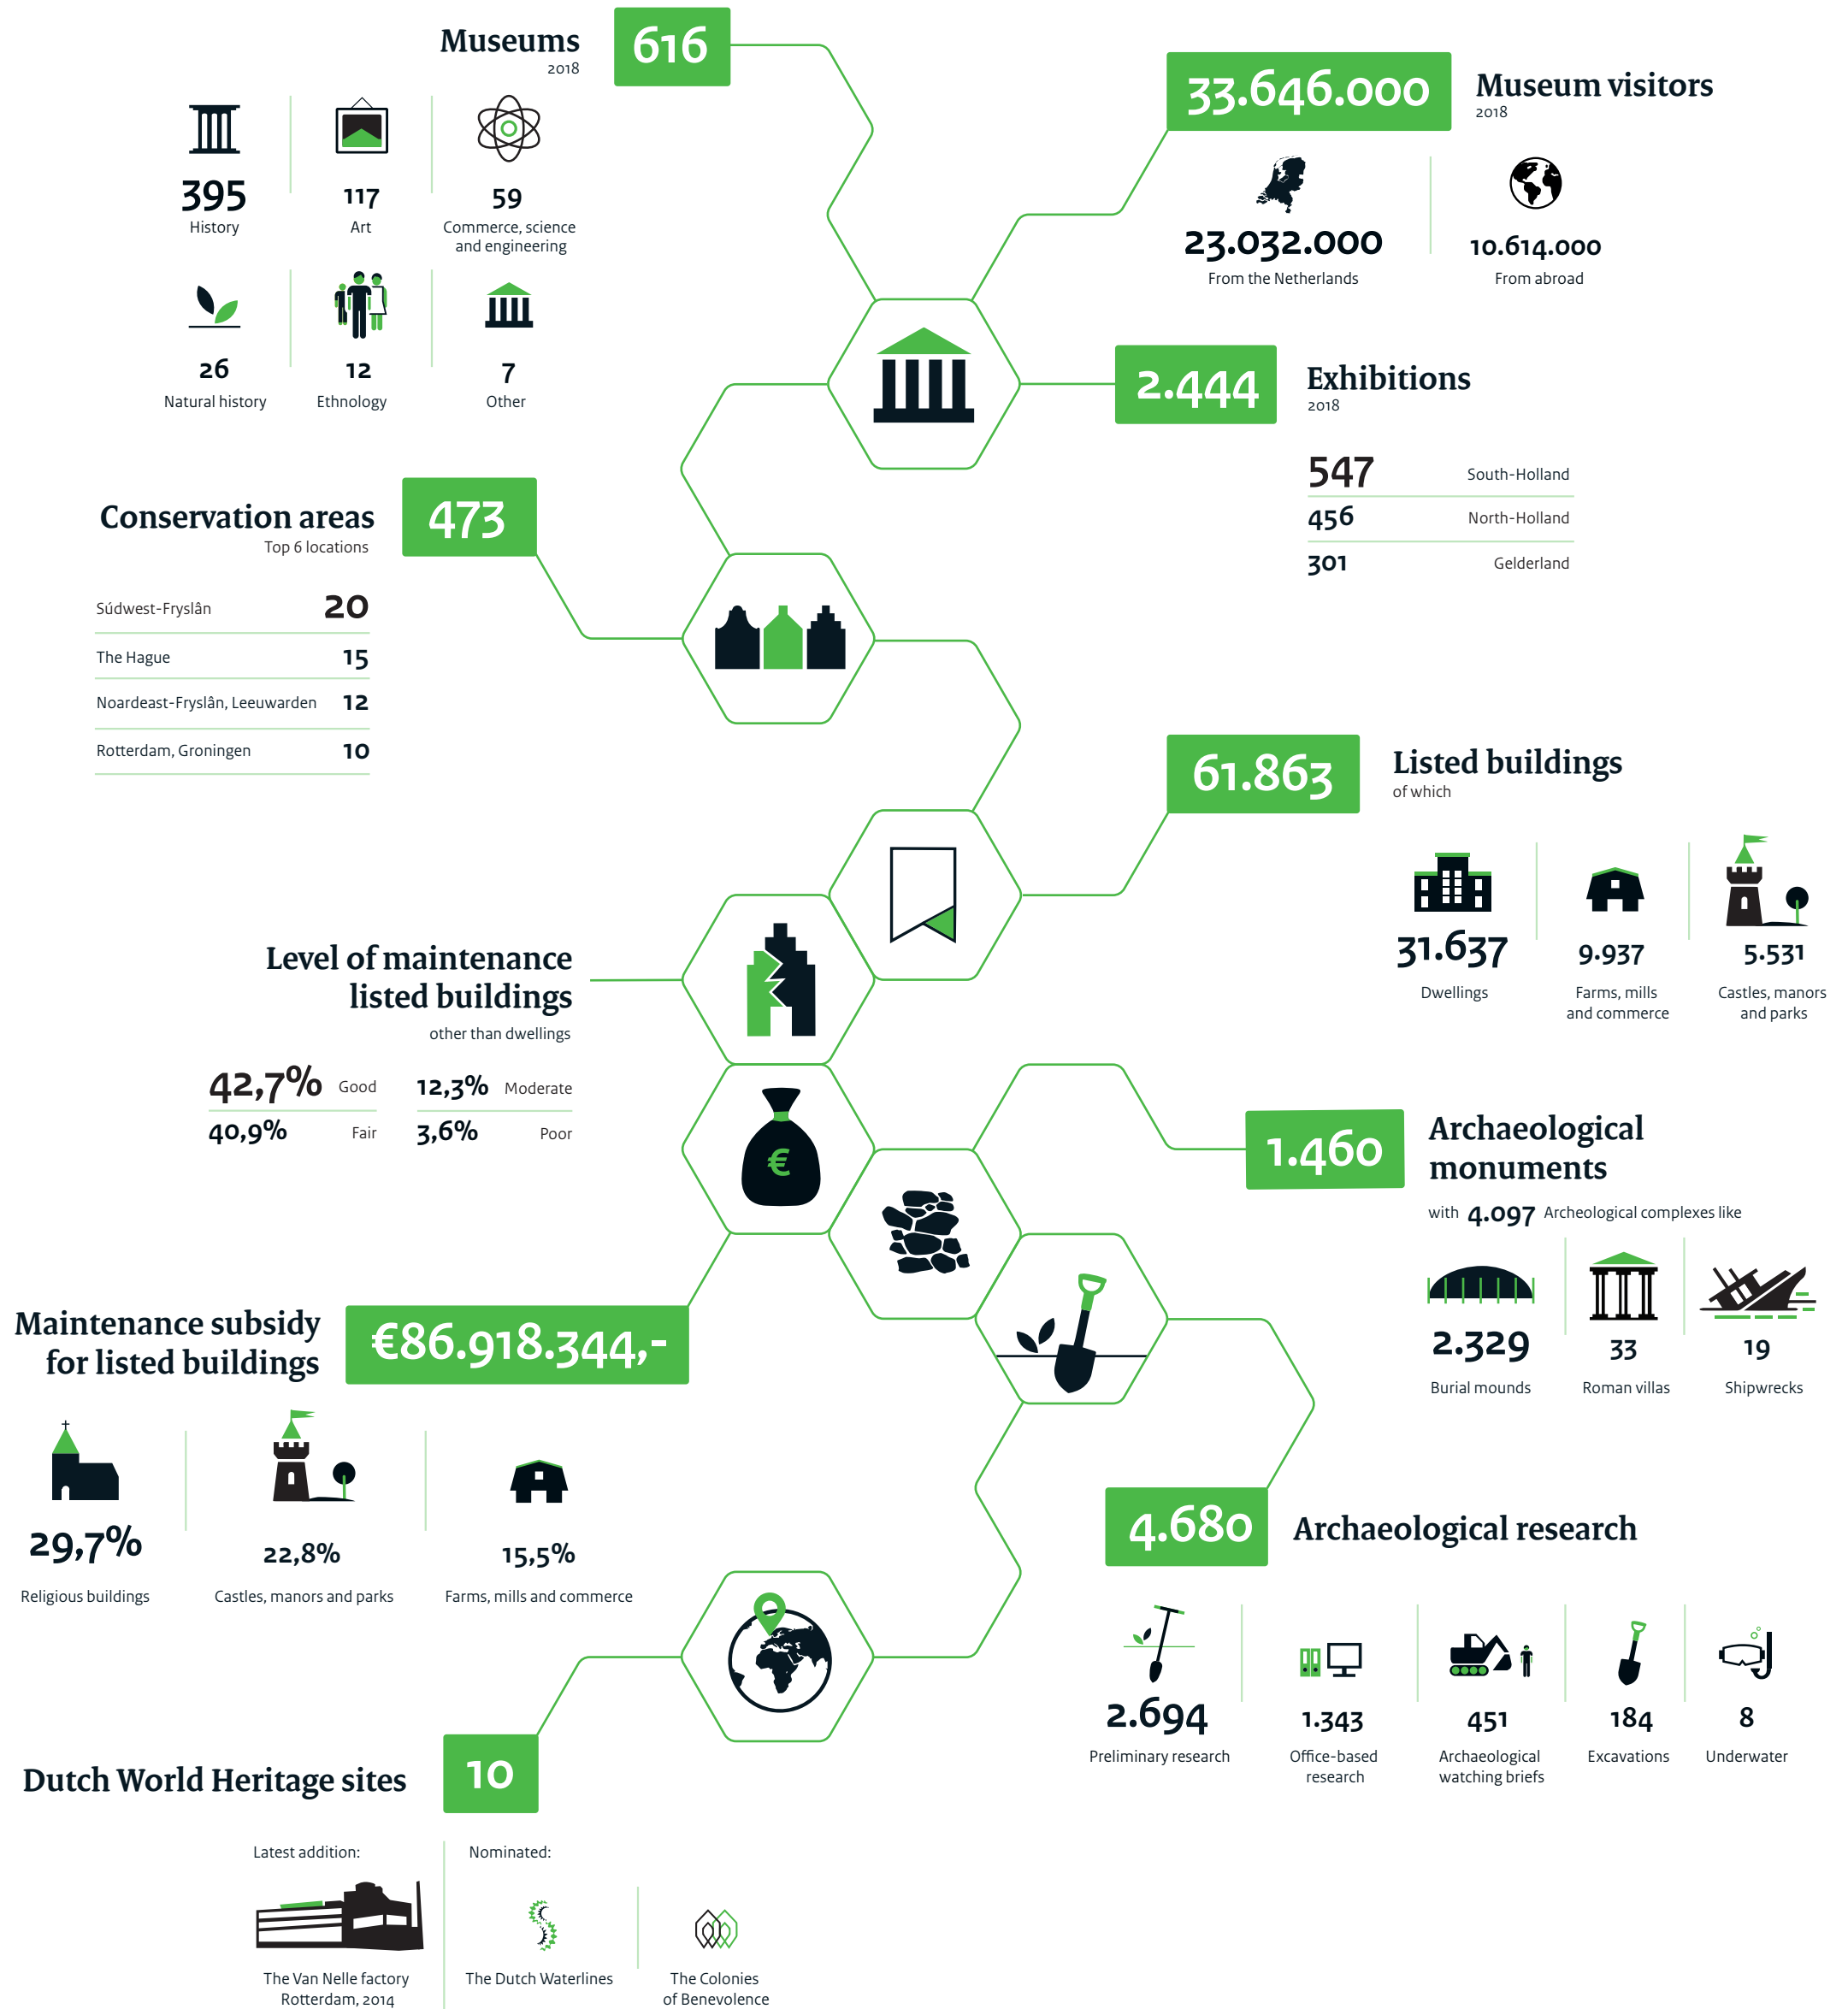 Museums
2018
616
395
History
117
Art
59
Commerce, science
and engineering
26
Natural history
12
Ethnology
7
Other
33.646.000
Museum visitors
2018
23.032.000
From the Netherlands
10.614.000
From abroad
2.444
Exhibitions
2018
547 South-Holland
456 North-Holland
301 Gelderland
Conservation areas
Top 6 locations
473
Súdwest-Fryslân 20
The Hague 15
Noardeast-Fryslân, Leeuwarden 12
Rotterdam, Groningen 10
61.863
Listed buildings
of which
31.637
Dwellings
9.937
Farms, mills
and commerce
5.531
Castles, manors
and parks
Level of maintenance
listed buildings
other than dwellings
42,7% Good
12,3% Moderate
40,9% Fair
3,6% Poor
€
1.460
Archaeological
monuments
with 4.097 Archeological complexes like
2.329
Burial mounds
33
Roman villas
19
Shipwrecks
Maintenance subsidy
for listed buildings
€86.918.344,-
29,7%
Religious buildings
22,8%
Castles, manors and parks
15,5%
Farms, mills and commerce
4.680
Archaeological research
2.694
Preliminary research
1.343
Office-based
research
451
Archaeological
watching briefs
184
Excavations
8
Underwater
Dutch World Heritage sites
10
Latest addition:
The Van Nelle factory
Rotterdam, 2014
Nominated:
The Dutch Waterlines
The Colonies
of Benevolence